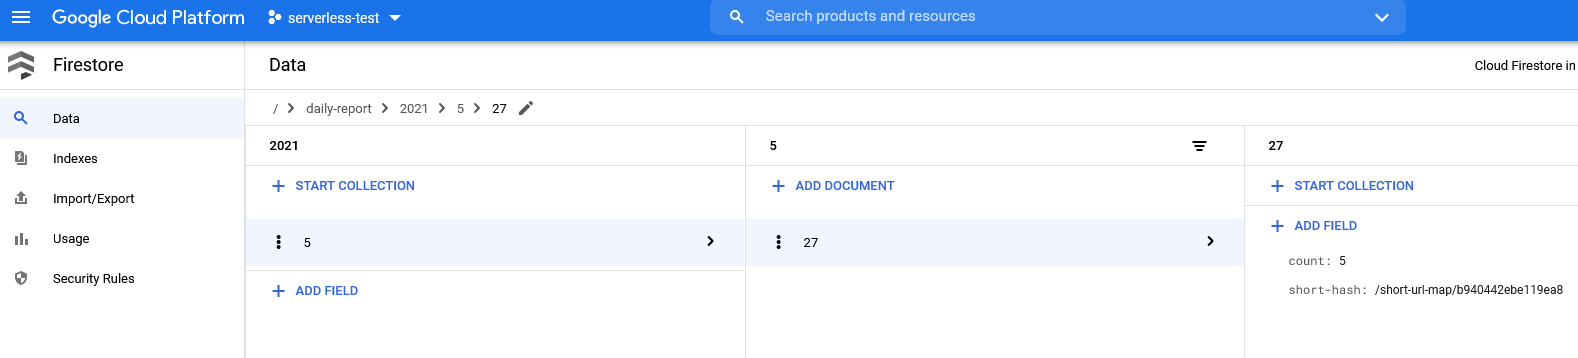 Google Cloud Platform
serverless-test
Search products and resources
Firestore
Data
Cloud Firestore in
/ daily-report 2021 5 27
Data
Indexes
Import/Export
Usage
Security Rules
2021
START COLLECTION
5
ADD FIELD
5
ADD DOCUMENT
27
27
START COLLECTION
ADD FIELD
count: 5
short-hash: /short-url-map/b940442ebe119ea8